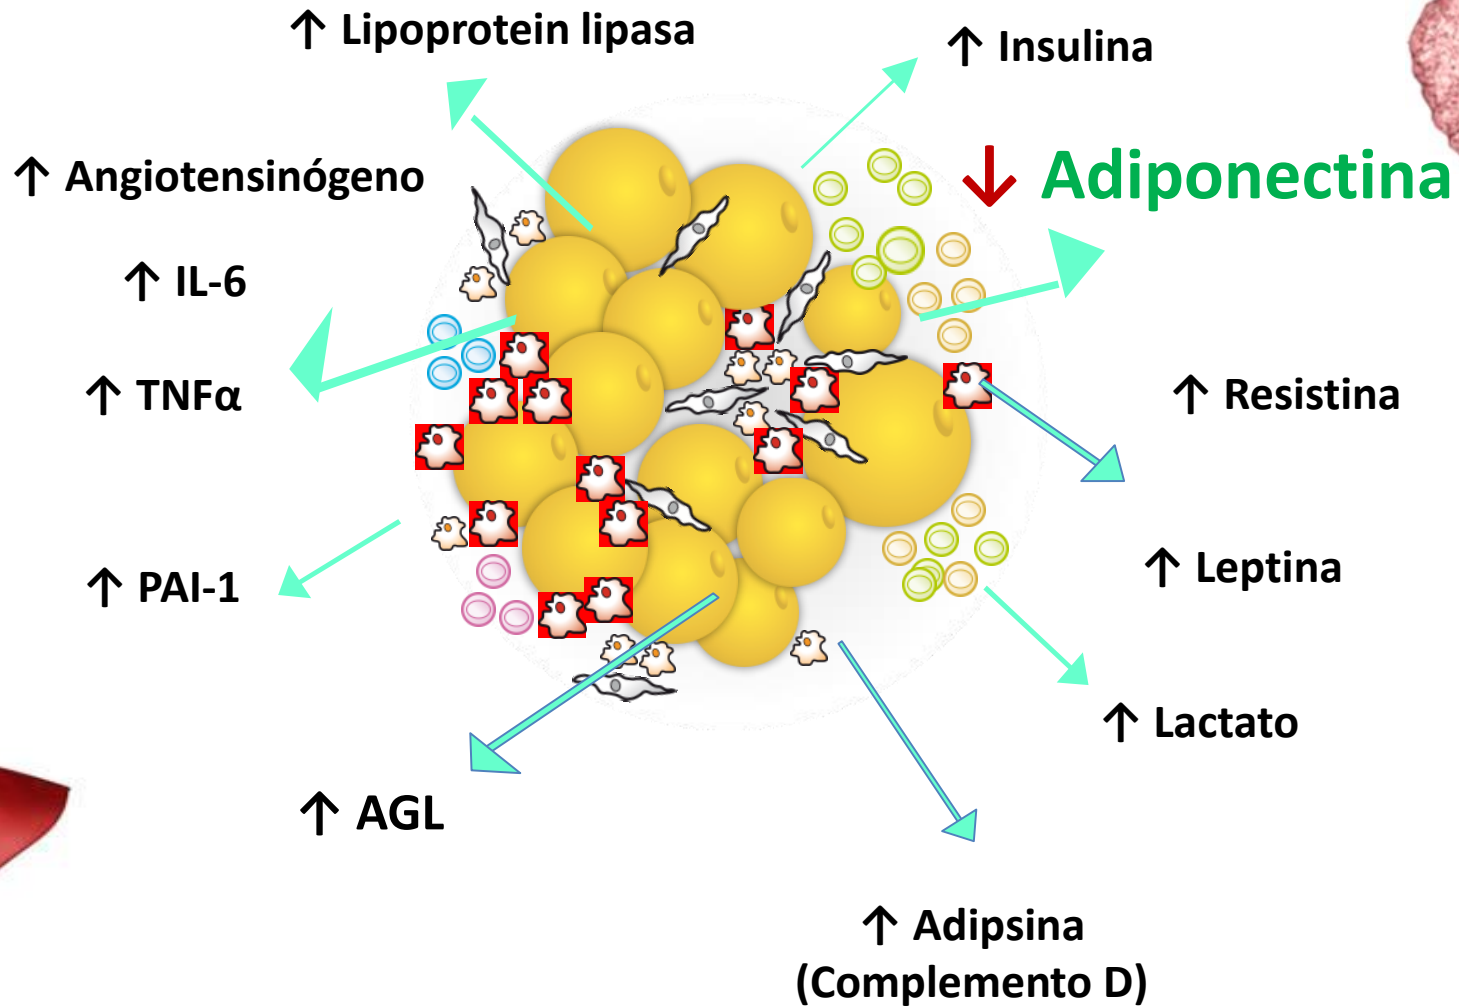 ↑ Lipoprotein lipasa
↑ Insulina
↑ Angiotensinógeno
↓ Adiponectina
↑ IL-6
↑ TNFα
↑ Resistina
↑ PAI-1
↑ Leptina
↑ Lactato
↑ AGL
↑ Adipsina
(Complemento D)